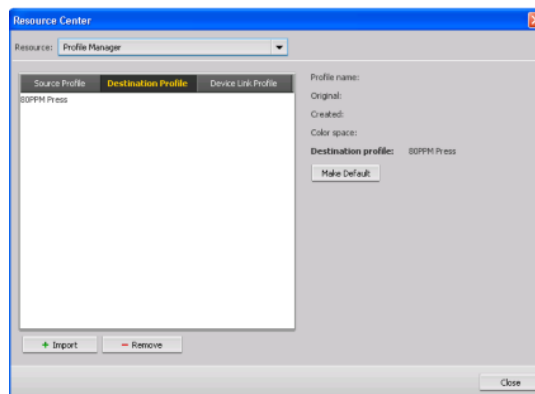 Resource Center
Resource: Profile Manager
Source Profile Destination Profile Device Link Profile
80PPM Press
Profile name:
Original:
Created:
Color space:
Destination profile: 80PPM Press
Make Default
+ Import − Remove
Close